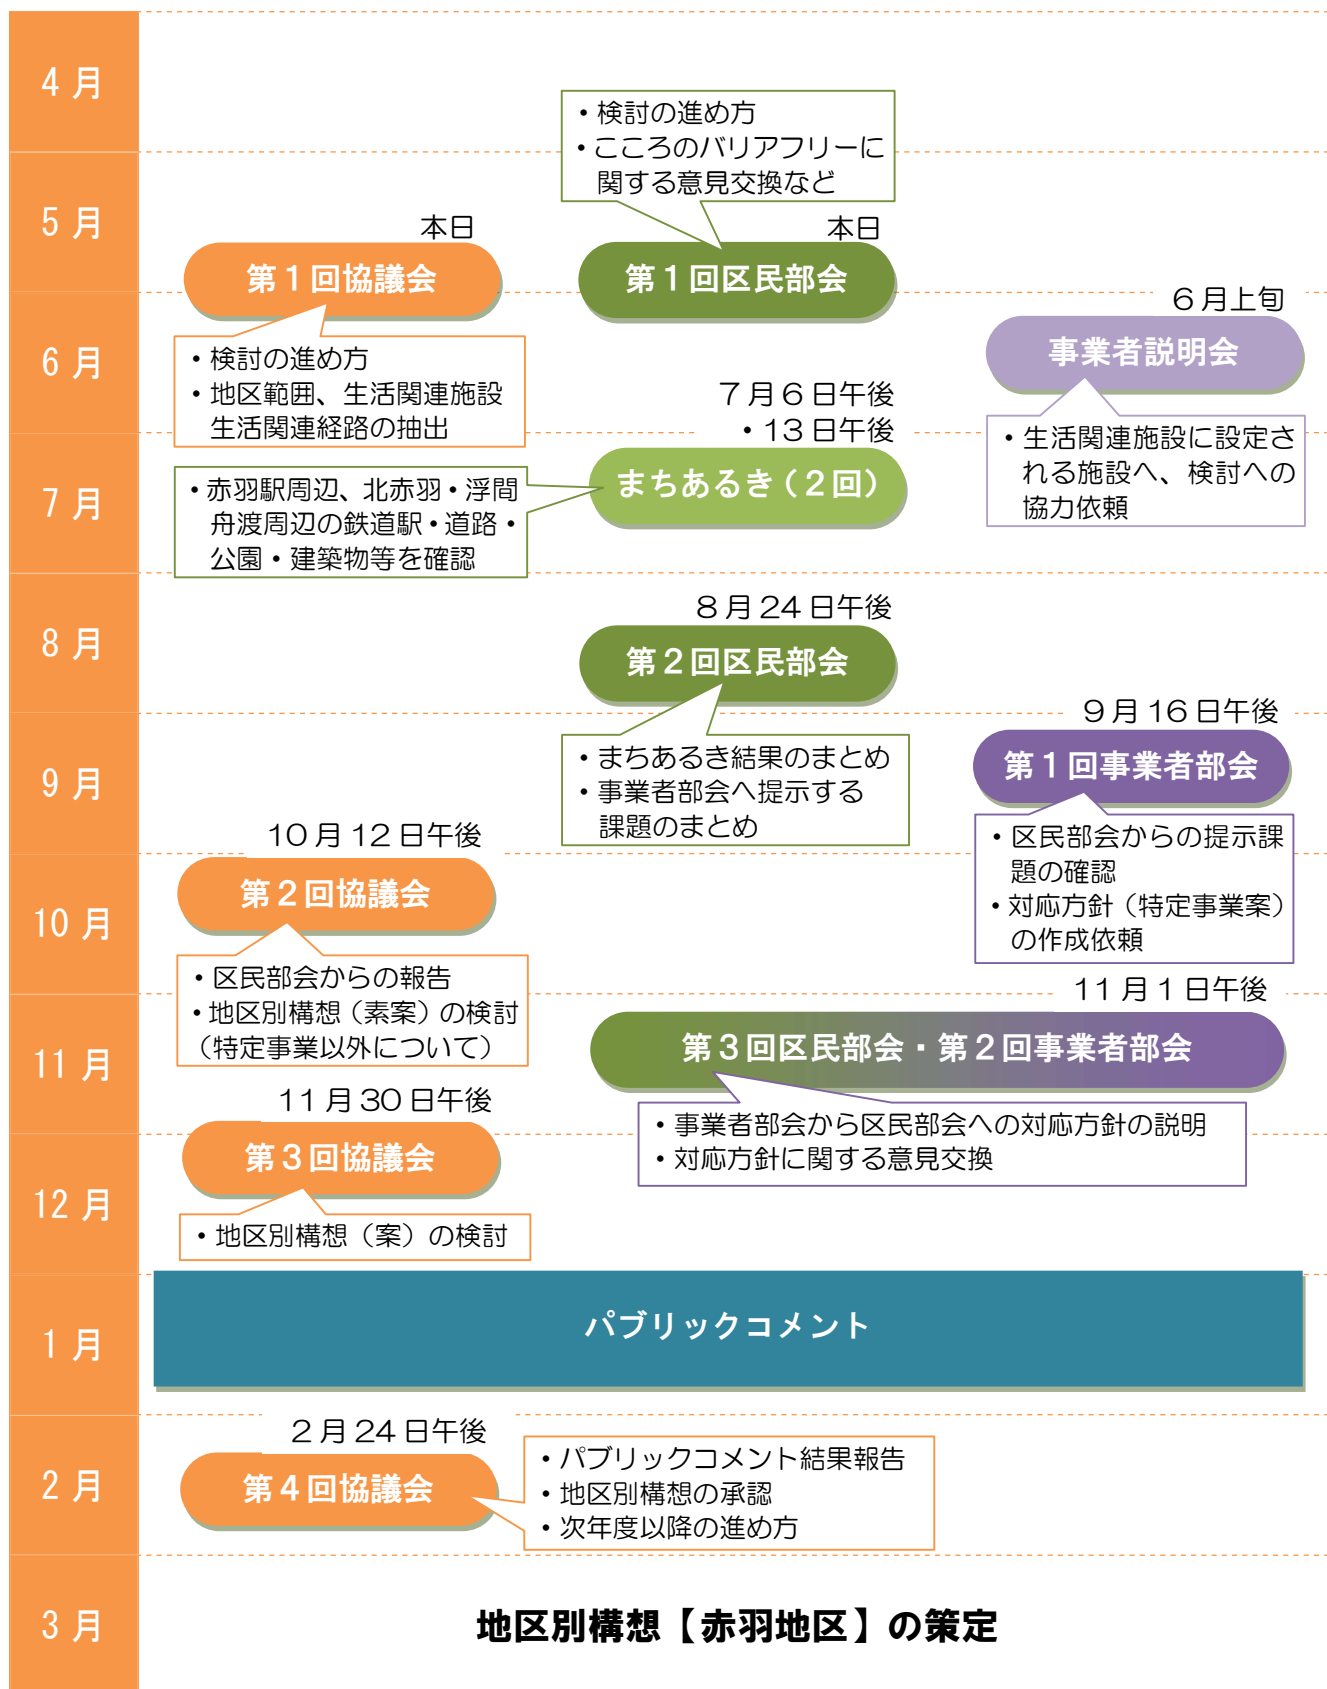 4月
・検討の進め方
・こころのバリアフリーに
関する意見交換など
5月
本日
第1回協議会
本日
第1回区民部会
6月上旬
事業者説明会
6月
・検討の進め方
・地区範囲、生活関連施設
生活関連経路の抽出
7月6日午後
・13日午後
まちあるき(2回)
・生活関連施設に設定さ
れる施設へ、検討への
協力依頼
7月
・赤羽駅周辺、北赤羽・浮間
舟渡周辺の鉄道駅・道路・
公園・建築物等を確認
8月
8月24日午後
第2回区民部会
・まちあるき結果のまとめ
・事業者部会へ提示する
課題のまとめ
9月
9月16日午後
第1回事業者部会
・区民部会からの提示課
題の確認
・対応方針(特定事業案)
の作成依頼
10月12日午後
第2回協議会
10月
・区民部会からの報告
・地区別構想(素案)の検討
(特定事業以外について)
11月1日午後
第3回区民部会・第2回事業者部会
11月
・事業者部会から区民部会への対応方針の説明
・対応方針に関する意見交換
11月30日午後
第3回協議会
12月
・地区別構想(案)の検討
1月
パブリックコメント
2月24日午後
第4回協議会
2月
・パブリックコメント結果報告
・地区別構想の承認
・次年度以降の進め方
3月
地区別構想【赤羽地区】の策定